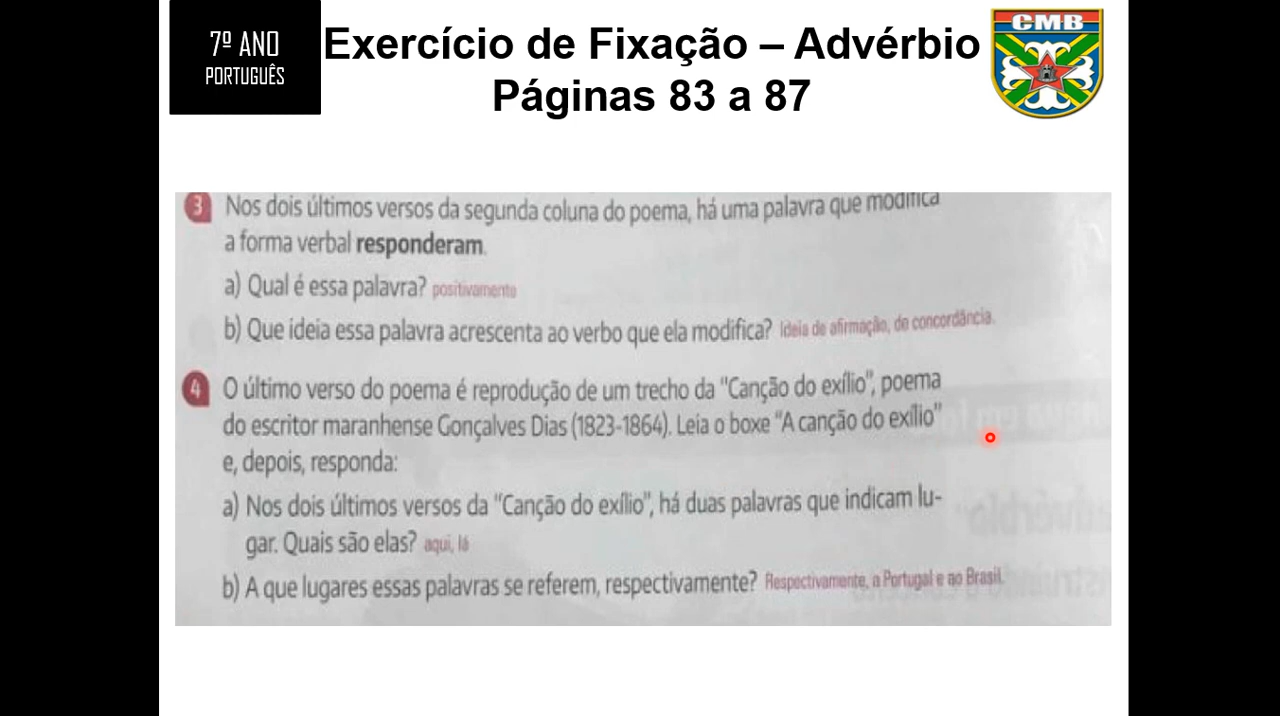 7º ANO
PORTUGUÊS
Exercício de Fixação – Advérbio
Páginas 83 a 87
CMB
3 Nos dois últimos versos da segunda coluna do poema, há uma palavra que modifica
a forma verbal responderam.
a) Qual é essa palavra? positivamente
b) Que ideia essa palavra acrescenta ao verbo que ela modifica? Ideia de afirmação, de concordância.
4 O último verso do poema é reprodução de um trecho da "Canção do exílio", poema
do escritor maranhense Gonçalves Dias (1823-1864). Leia o boxe "A canção do exílio"
e, depois, responda:
a) Nos dois últimos versos da "Canção do exílio", há duas palavras que indicam lu-
gar. Quais são elas? aqui, lá
b) A que lugares essas palavras se referem, respectivamente? Respectivamente, a Portugal e ao Brasil.